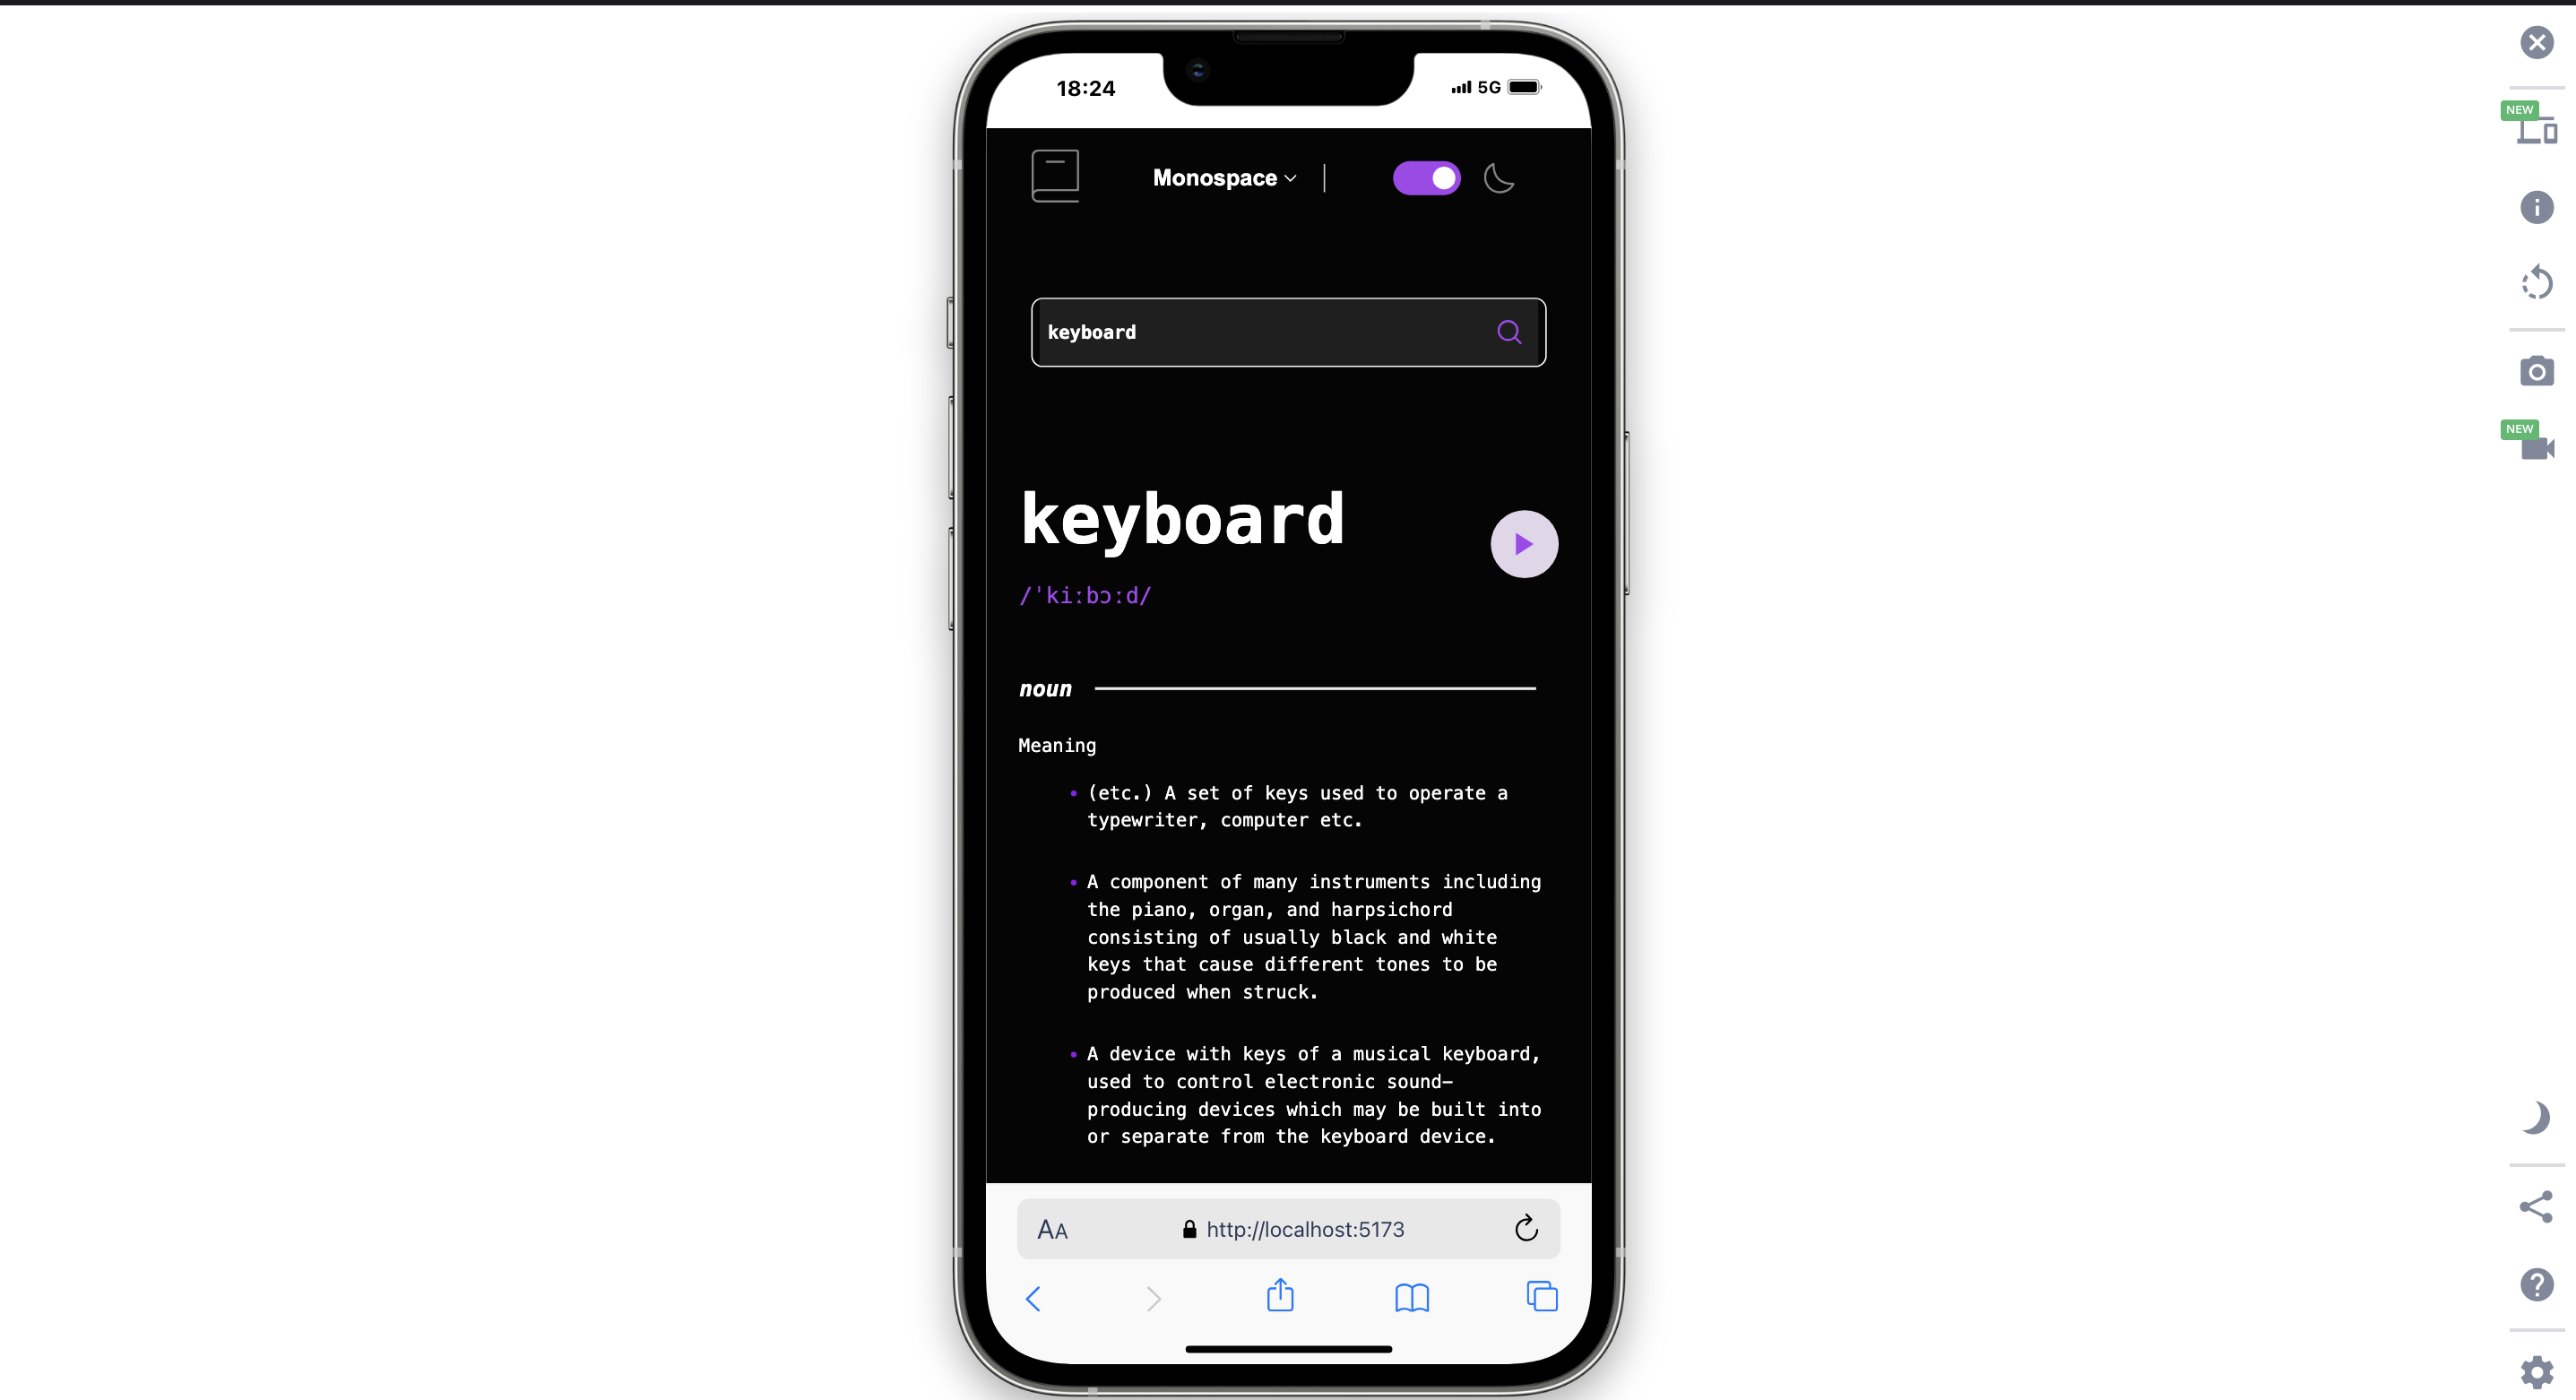 18:24
5G
NEW
Monospace
keyboard
NEW
keyboard
/ˈkiːbɔːd/
noun
Meaning
(etc.) A set of keys used to operate a
typewriter, computer etc.
A component of many instruments including
the piano, organ, and harpsichord
consisting of usually black and white
keys that cause different tones to be
produced when struck.
A device with keys of a musical keyboard,
used to control electronic sound-
producing devices which may be built into
or separate from the keyboard device.
AA
http://localhost:5173